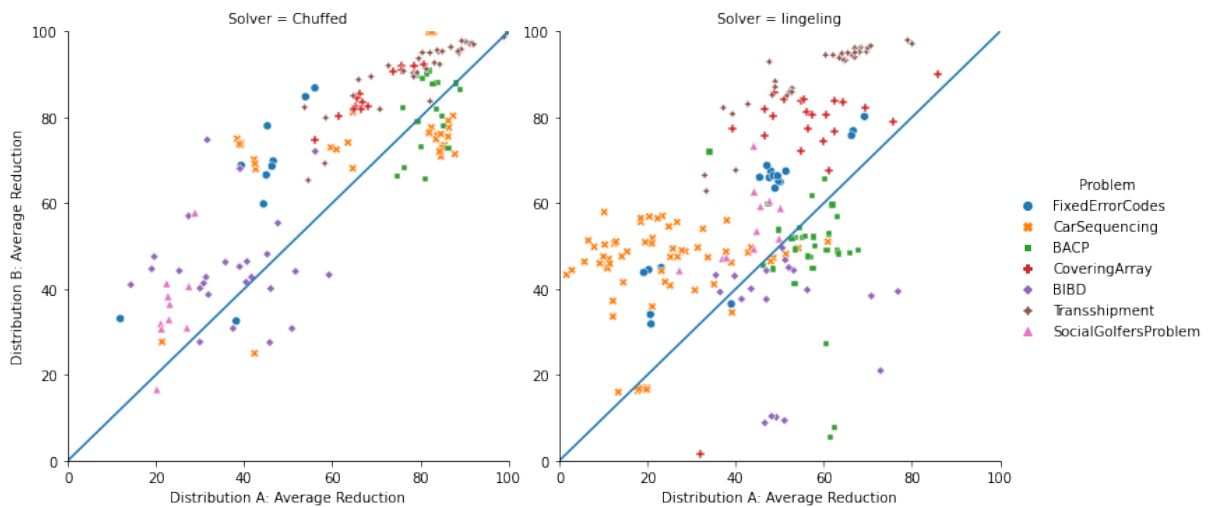 Solver = Chuffed
100
80
60
40
20
0
0
20
40
60
80
100
Distribution B: Average Reduction
Distribution A: Average Reduction
Solver = lingeling
100
80
60
40
20
0
0
20
40
60
80
100
Distribution A: Average Reduction
Problem
FixedErrorCodes
CarSequencing
BACP
CoveringArray
BIBD
Transshipment
SocialGolfersProblem